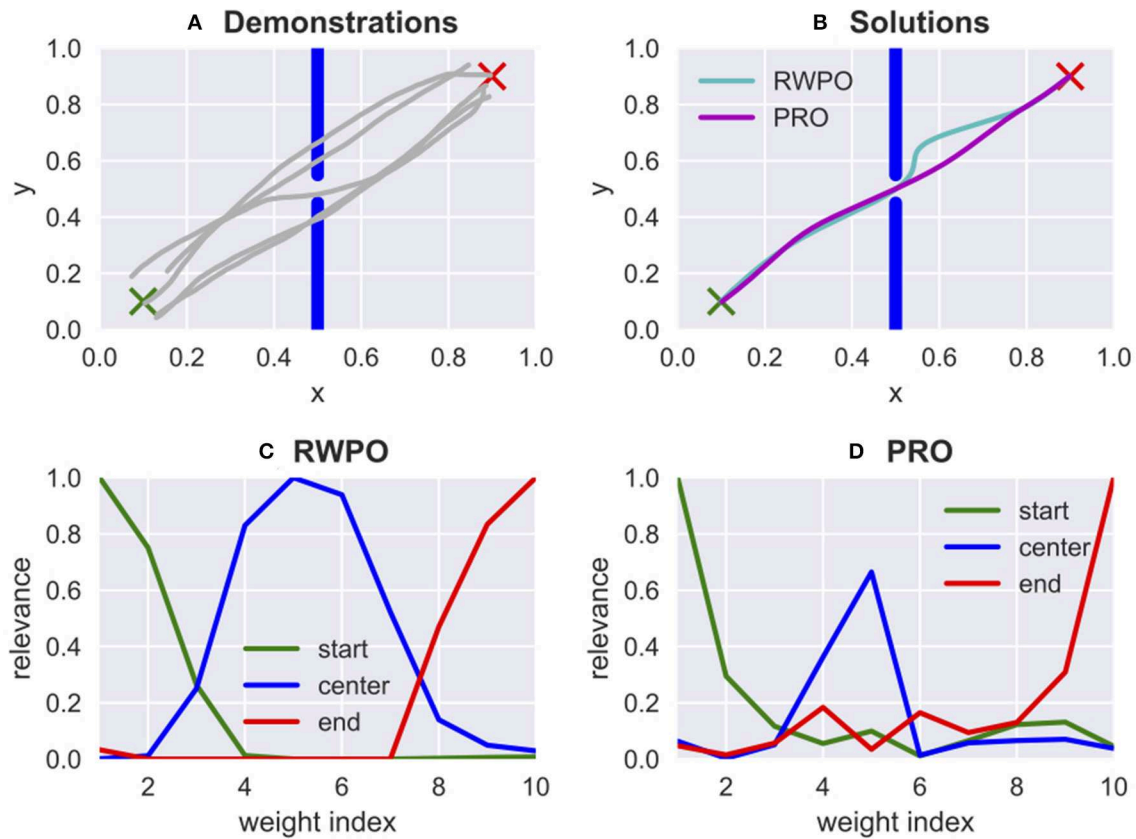 A Demonstrations
1.0
0.8
0.6
0.4
0.2
0.0
y
0.0 0.2 0.4 0.6 0.8 1.0
x
B Solutions
1.0
0.8
0.6
0.4
0.2
0.0
y
RWPO
PRO
0.0 0.2 0.4 0.6 0.8 1.0
x
C RWPO
1.0
0.8
0.6
0.4
0.2
0.0
relevance
start
center
end
2 4 6 8 10
weight index
D PRO
1.0
0.8
0.6
0.4
0.2
0.0
relevance
start
center
end
2 4 6 8 10
weight index